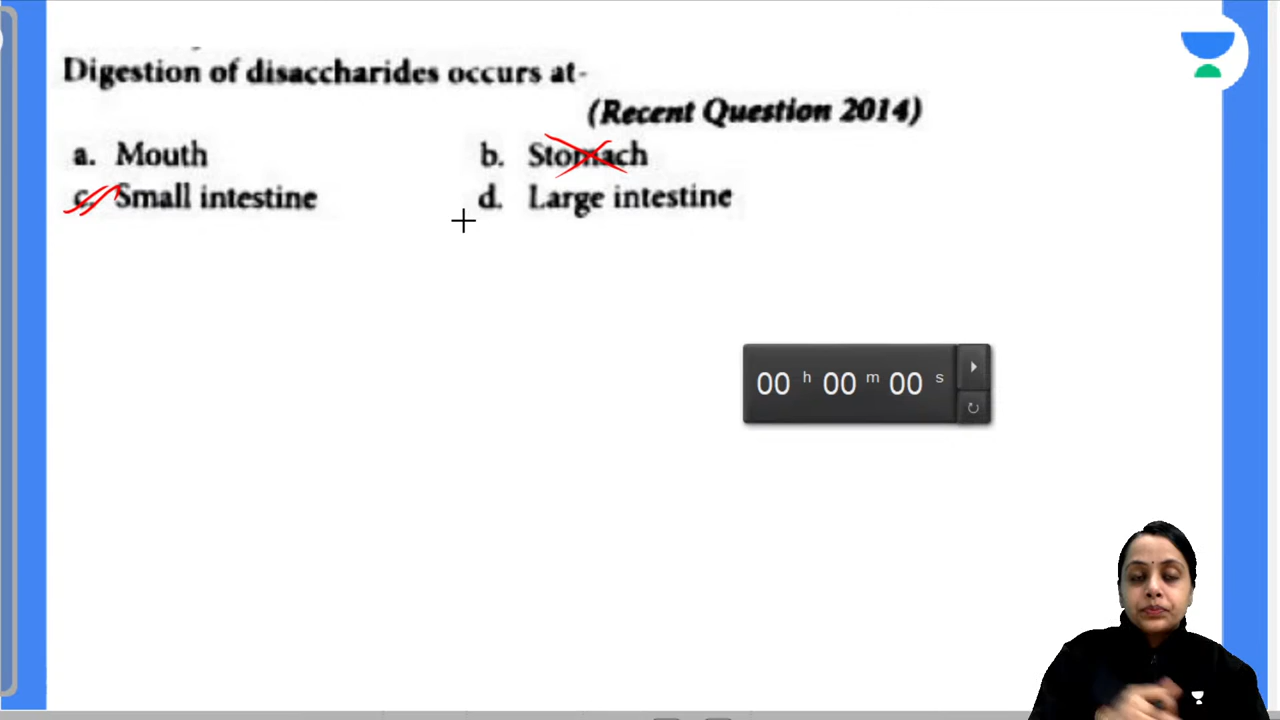 Digestion of disaccharides occurs at-
(Recent Question 2014)
a. Mouth b. Stomach
c. Small intestine d. Large intestine
00 h 00 m 00 s